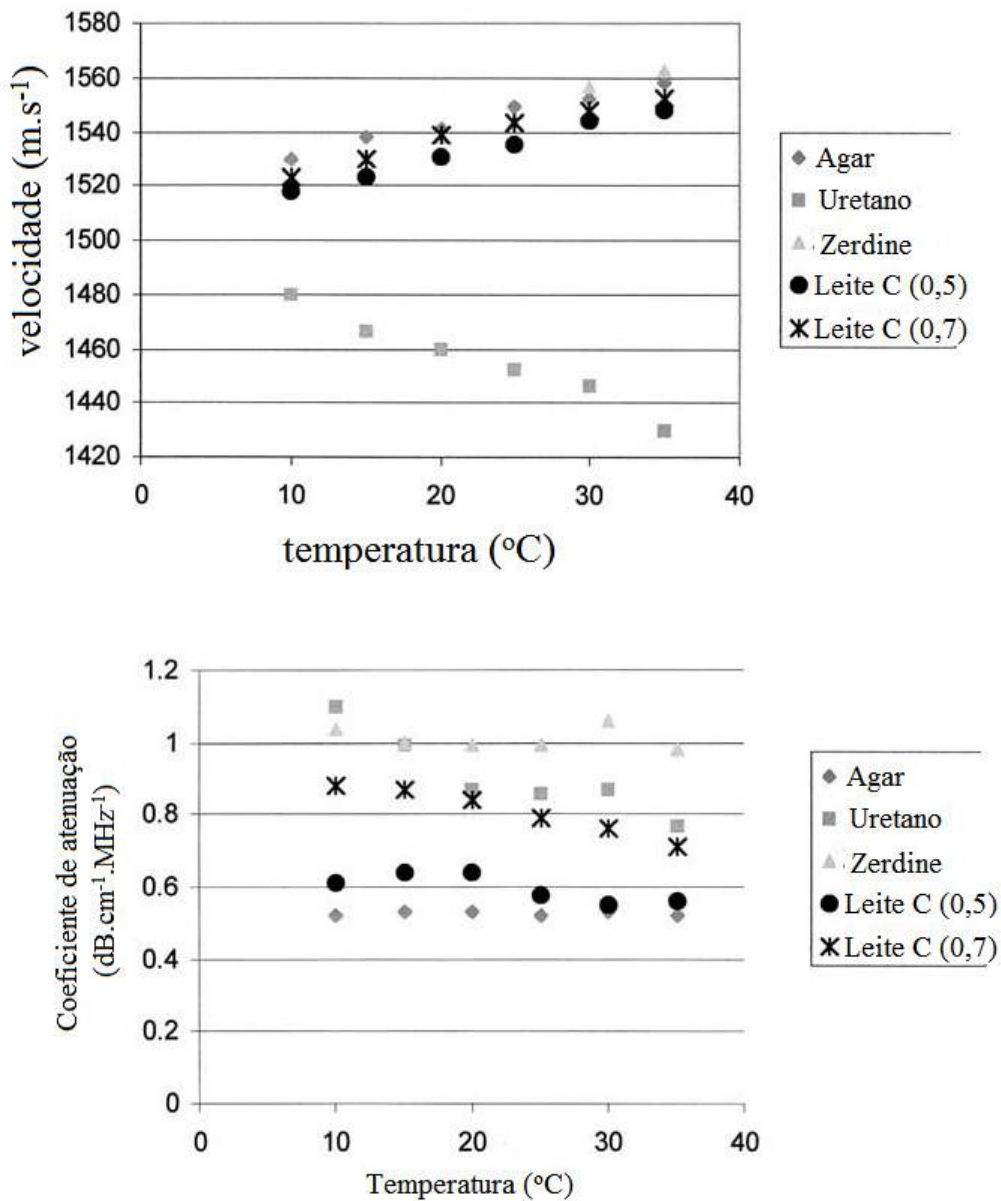 velocidade (m.s⁻¹)
1580
1560
1540
1520
1500
1480
1460
1440
1420
0 10 20 30 40
temperatura (ºC)
Agar
Uretano
Zerdine
Leite C (0,5)
Leite C (0,7)
Coeficiente de atenuação
(dB.cm⁻¹.MHz⁻¹)
1.2
1
0.8
0.6
0.4
0.2
0
0 10 20 30 40
Temperatura (ºC)
Agar
Uretano
Zerdine
Leite C (0,5)
Leite C (0,7)